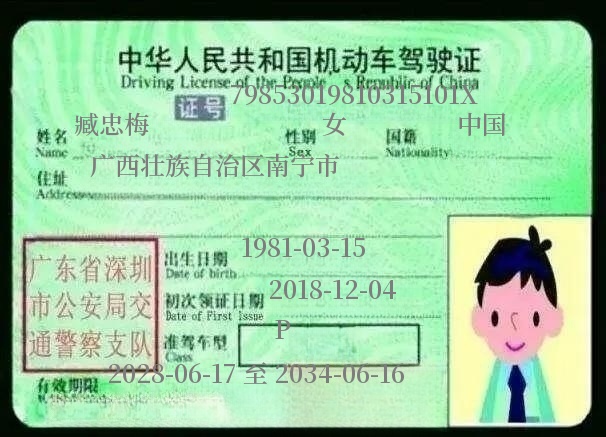 中华人民共和国机动车驾驶证
Driving License of the People's Republic of China
证号 79853019810315101X
姓名 臧忠梅 性别 女 国籍 中国
Name Sex Nationality
住址 广西壮族自治区南宁市
Address
出生日期 1981-03-15
Date of birth
初次领证日期 2018-12-04
Date of First Issue
准驾车型 P
Class
广东省深圳
市公安局交
通警察支队
有效期限 2028-06-17 至 2034-06-16